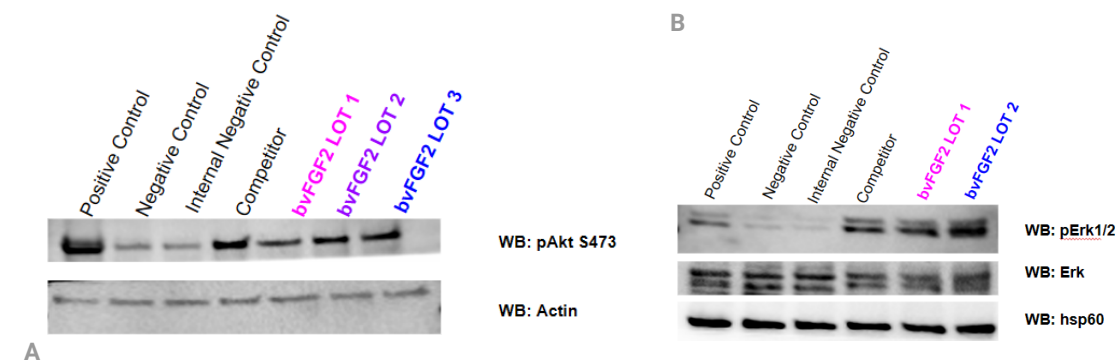 A
Positive Control
Negative Control
Internal Negative Control
Competitor
bvFGF2 LOT 1
bvFGF2 LOT 2
bvFGF2 LOT 3
WB: pAkt S473
WB: Actin
B
Positive Control
Negative Control
Internal Negative Control
Competitor
bvFGF2 LOT 1
bvFGF2 LOT 2
WB: pErk1/2
WB: Erk
WB: hsp60